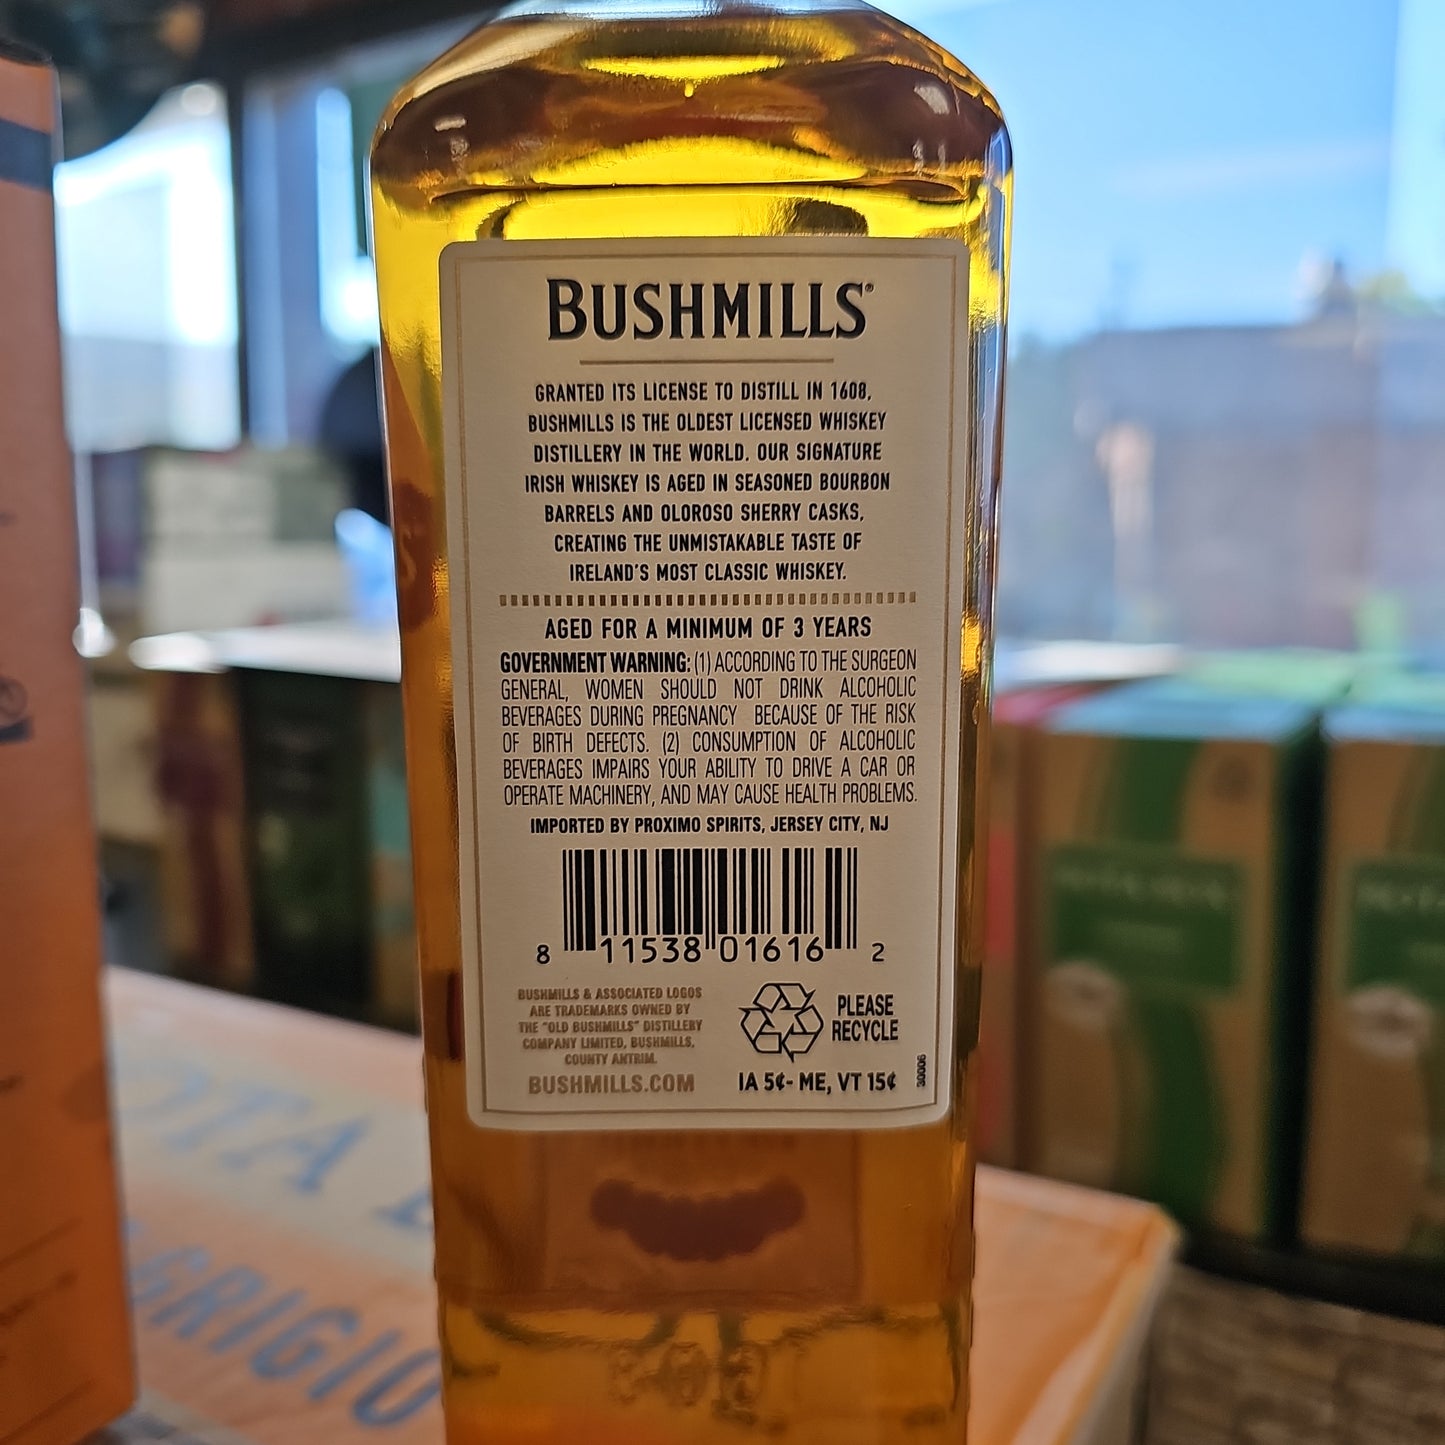 BUSHMILLS®
GRANTED ITS LICENSE TO DISTILL IN 1608,
BUSHMILLS IS THE OLDEST LICENSED WHISKEY
DISTILLERY IN THE WORLD. OUR SIGNATURE
IRISH WHISKEY IS AGED IN SEASONED BOURBON
BARRELS AND OLOROSO SHERRY CASKS,
CREATING THE UNMISTAKABLE TASTE OF
IRELAND'S MOST CLASSIC WHISKEY.
AGED FOR A MINIMUM OF 3 YEARS
GOVERNMENT WARNING: (1) ACCORDING TO THE SURGEON
GENERAL, WOMEN SHOULD NOT DRINK ALCOHOLIC
BEVERAGES DURING PREGNANCY BECAUSE OF THE RISK
OF BIRTH DEFECTS. (2) CONSUMPTION OF ALCOHOLIC
BEVERAGES IMPAIRS YOUR ABILITY TO DRIVE A CAR OR
OPERATE MACHINERY, AND MAY CAUSE HEALTH PROBLEMS.
IMPORTED BY PROXIMO SPIRITS, JERSEY CITY, NJ
8 11538 01616 2
BUSHMILLS & ASSOCIATED LOGOS
ARE TRADEMARKS OWNED BY
THE "OLD BUSHMILLS" DISTILLERY
COMPANY LIMITED, BUSHMILLS,
COUNTY ANTRIM.
BUSHMILLS.COM
PLEASE
RECYCLE
IA 5¢- ME, VT 15¢
30006
GRIGIO